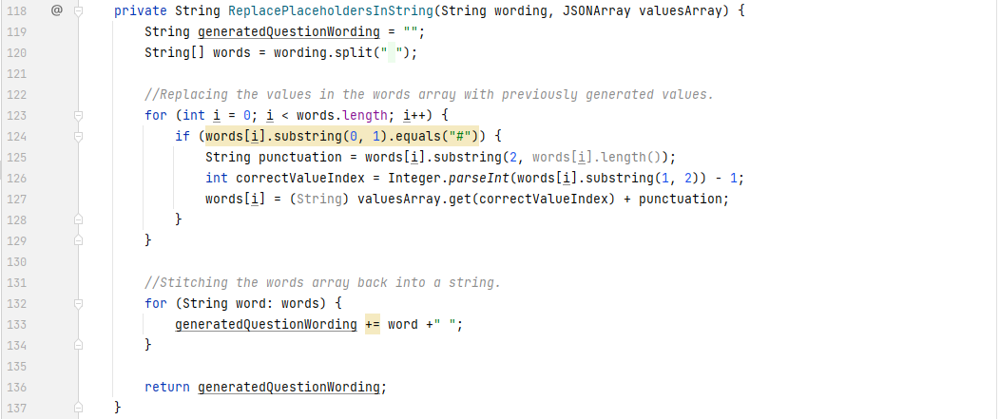 118 @ private String ReplacePlaceholdersInString(String wording, JSONArray valuesArray) {
119 String generatedQuestionWording = "";
120 String[] words = wording.split(" ");
121
122 //Replacing the values in the words array with previously generated values.
123 for (int i = 0; i < words.length; i++) {
124 if (words[i].substring(0, 1).equals("#")) {
125 String punctuation = words[i].substring(2, words[i].length());
126 int correctValueIndex = Integer.parseInt(words[i].substring(1, 2)) - 1;
127 words[i] = (String) valuesArray.get(correctValueIndex) + punctuation;
128 }
129 }
130
131 //Stitching the words array back into a string.
132 for (String word: words) {
133 generatedQuestionWording += word +" ";
134 }
135
136 return generatedQuestionWording;
137 }